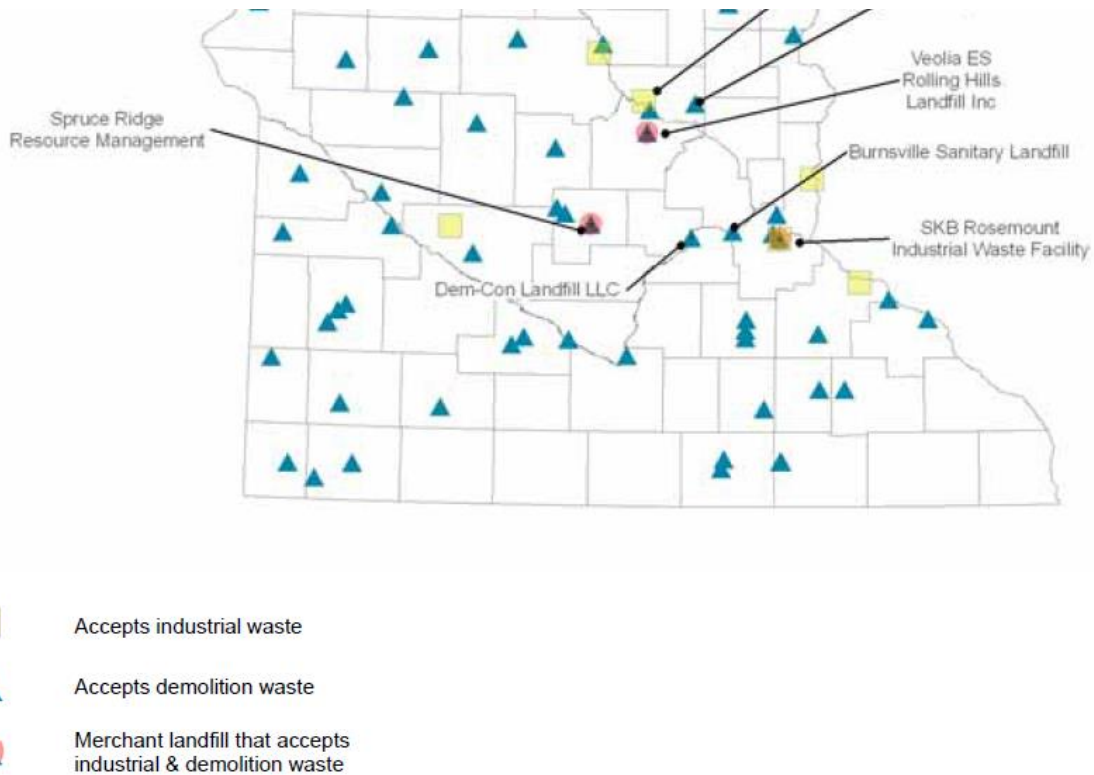 Veolia ES
Rolling Hills
Landfill Inc
Spruce Ridge
Resource Management
Burnsville Sanitary Landfill
SKB Rosemount
Industrial Waste Facility
Dem-Con Landfill LLC
Accepts industrial waste
Accepts demolition waste
Merchant landfill that accepts
industrial & demolition waste